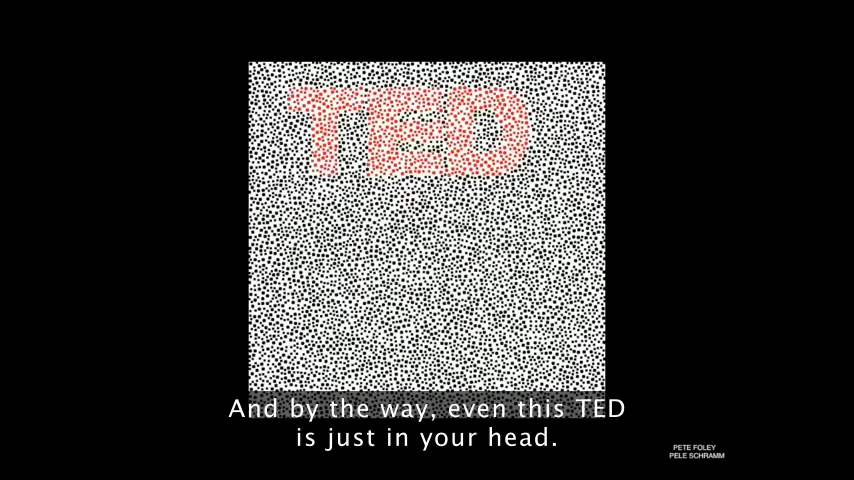 TED
And by the way, even this TED
is just in your head.
PETE FOLEY
PELE SCHRAMM